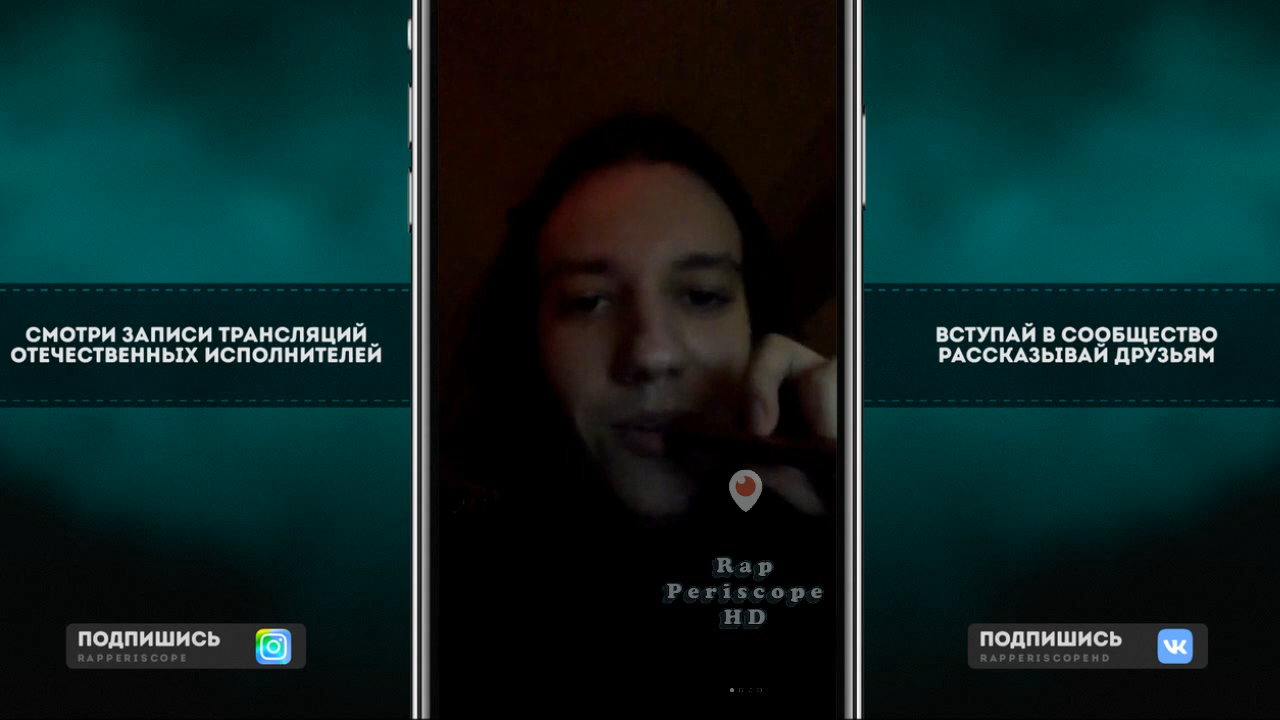 СМОТРИ ЗАПИСИ ТРАНСЛЯЦИЙ
ОТЕЧЕСТВЕННЫХ ИСПОЛНИТЕЛЕЙ
ВСТУПАЙ В СООБЩЕСТВО
РАССКАЗЫВАЙ ДРУЗЬЯМ
Rap
Periscope
HD
ПОДПИШИСЬ
RAPPERISCOPE
ПОДПИШИСЬ
RAPPERISCOPEHD